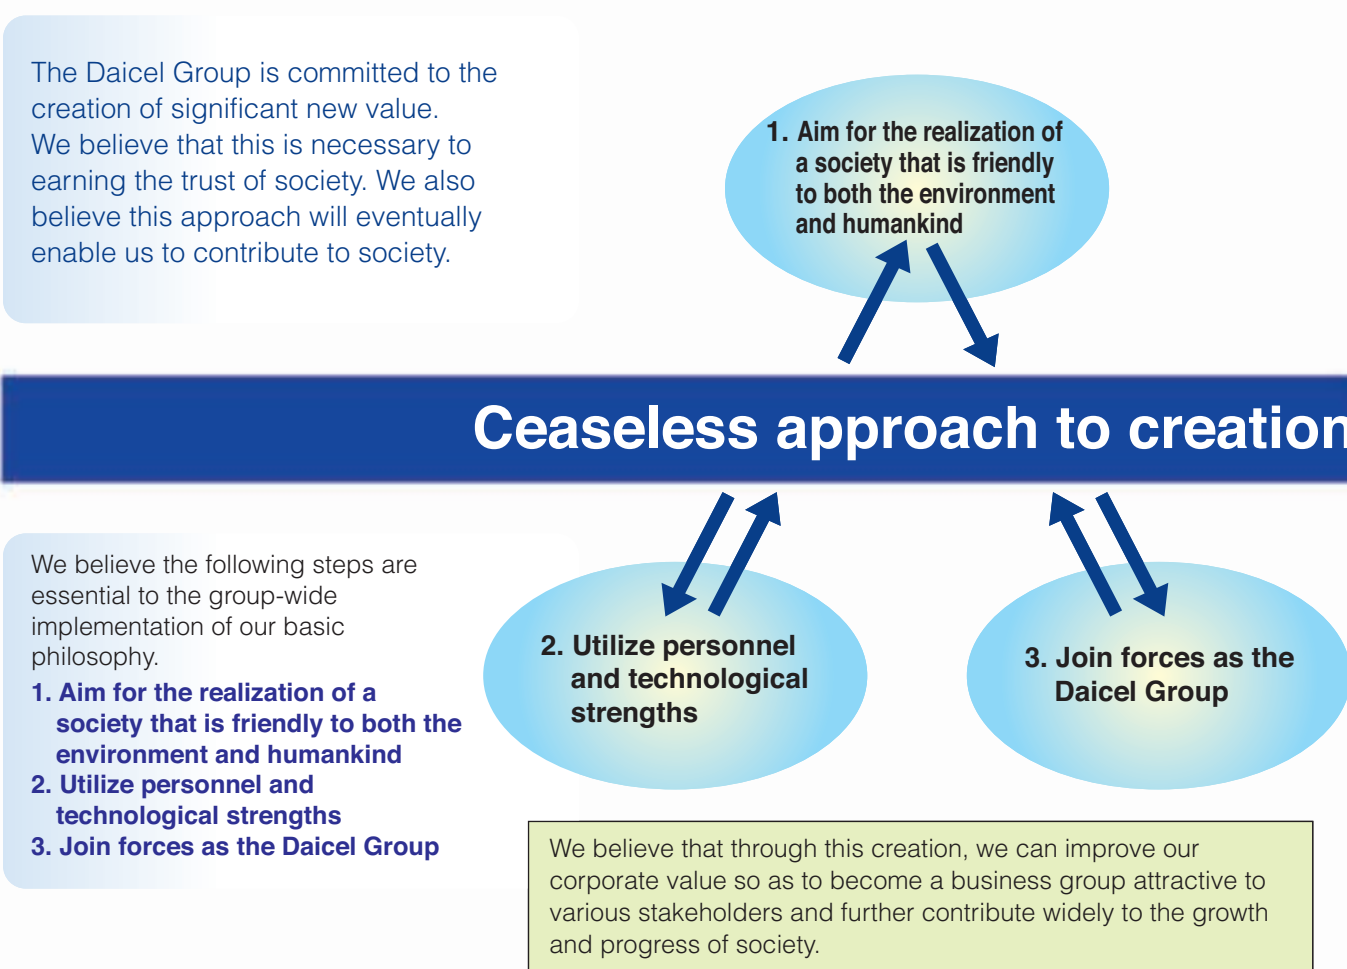 The Daicel Group is committed to the
creation of significant new value.
We believe that this is necessary to
earning the trust of society. We also
believe this approach will eventually
enable us to contribute to society.
1. Aim for the realization of
a society that is friendly
to both the environment
and humankind
Ceaseless approach to creation
We believe the following steps are
essential to the group-wide
implementation of our basic
philosophy.
1. Aim for the realization of a
society that is friendly to both the
environment and humankind
2. Utilize personnel and
technological strengths
3. Join forces as the Daicel Group
2. Utilize personnel
and technological
strengths
3. Join forces as the
Daicel Group
We believe that through this creation, we can improve our
corporate value so as to become a business group attractive to
various stakeholders and further contribute widely to the growth
and progress of society.